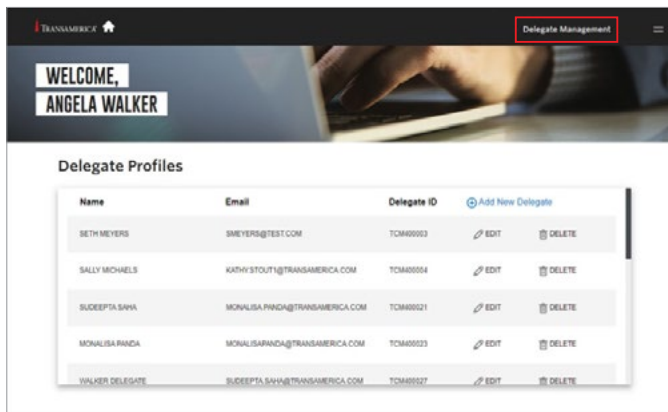 TRANSAMERICA
Delegate Management
WELCOME,
ANGELA WALKER
Delegate Profiles
Name Email Delegate ID Add New Delegate
SETH MEYERS SMEYERS@TEST.COM TCM400003 EDIT DELETE
SALLY MICHAELS KATHY.STOUT1@TRANSAMERICA.COM TCM400004 EDIT DELETE
SUDEEPTA SAHA MONALISA.PANDA@TRANSAMERICA.COM TCM400021 EDIT DELETE
MONALISA PANDA MONALISAPANDA@TRANSAMERICA.COM TCM400023 EDIT DELETE
WALKER DELEGATE SUDEEPTA.SAHA@TRANSAMERICA.COM TCM400027 EDIT DELETE